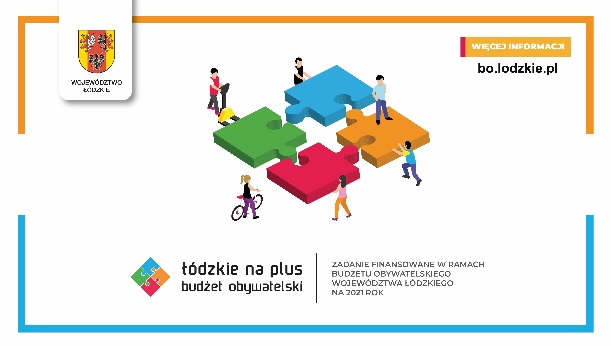 WOJEWÓDZTWO
ŁÓDZKIE
WIĘCEJ INFORMACJI
bo.lodzkie.pl
łódzkie na plus
budżet obywatelski
ZADANIE FINANSOWANE W RAMACH
BUDŻETU OBYWATELSKIEGO
WOJEWÓDZTWA ŁÓDZKIEGO
NA 2021 ROK